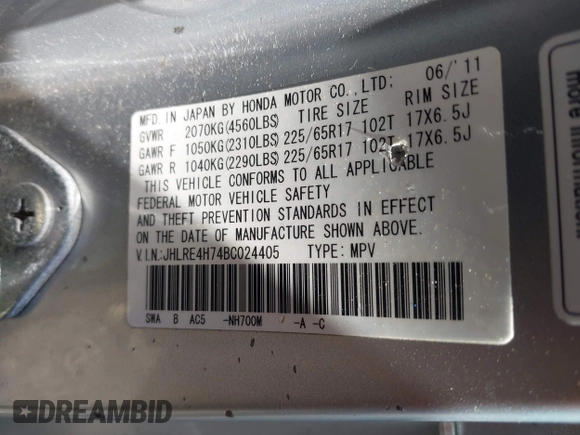 MFD. IN JAPAN BY HONDA MOTOR CO.,LTD: 06/'11
GVWR 2070KG(4560LBS) TIRE SIZE RIM SIZE
GAWR F 1050KG(2310LBS) 225/65R17 102T 17X6.5J
GAWR R 1040KG(2290LBS) 225/65R17 102T 17X6.5J
THIS VEHICLE CONFORMS TO ALL APPLICABLE
FEDERAL MOTOR VEHICLE SAFETY
AND THEFT PREVENTION STANDARDS IN EFFECT
ON THE DATE OF MANUFACTURE SHOWN ABOVE.
V.I.N:JHLRE4H74BC024405 TYPE: MPV
SWA B AC5 -NH700M -A -C
more information
DREAMBID